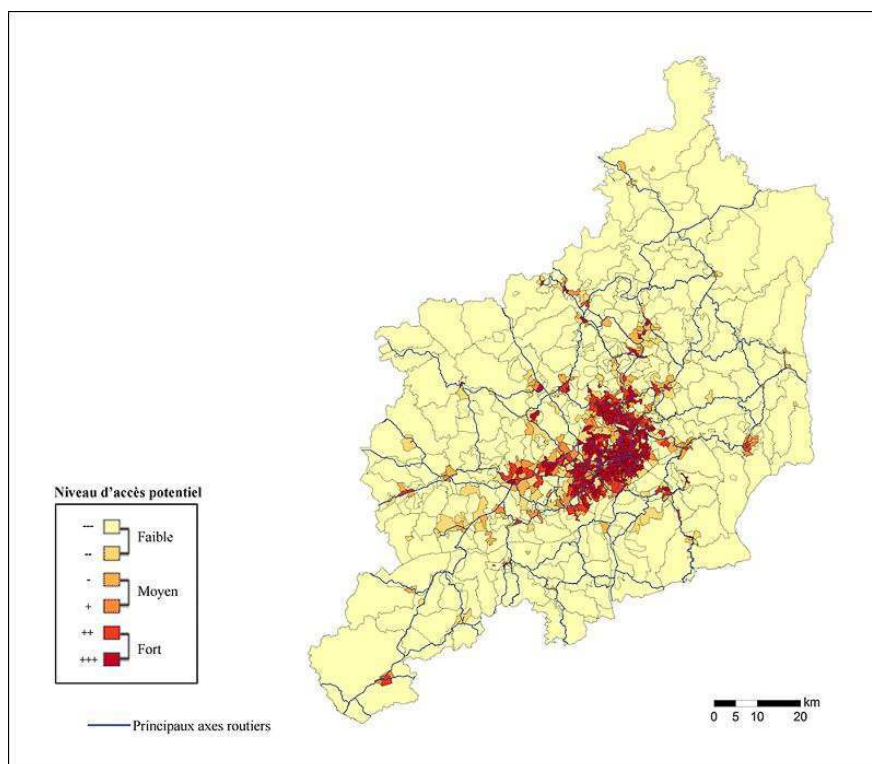 Niveau d'accès potentiel
---
Faible
--
-
Moyen
+
++
Fort
+++
Principaux axes routiers
km
0 5 10 20